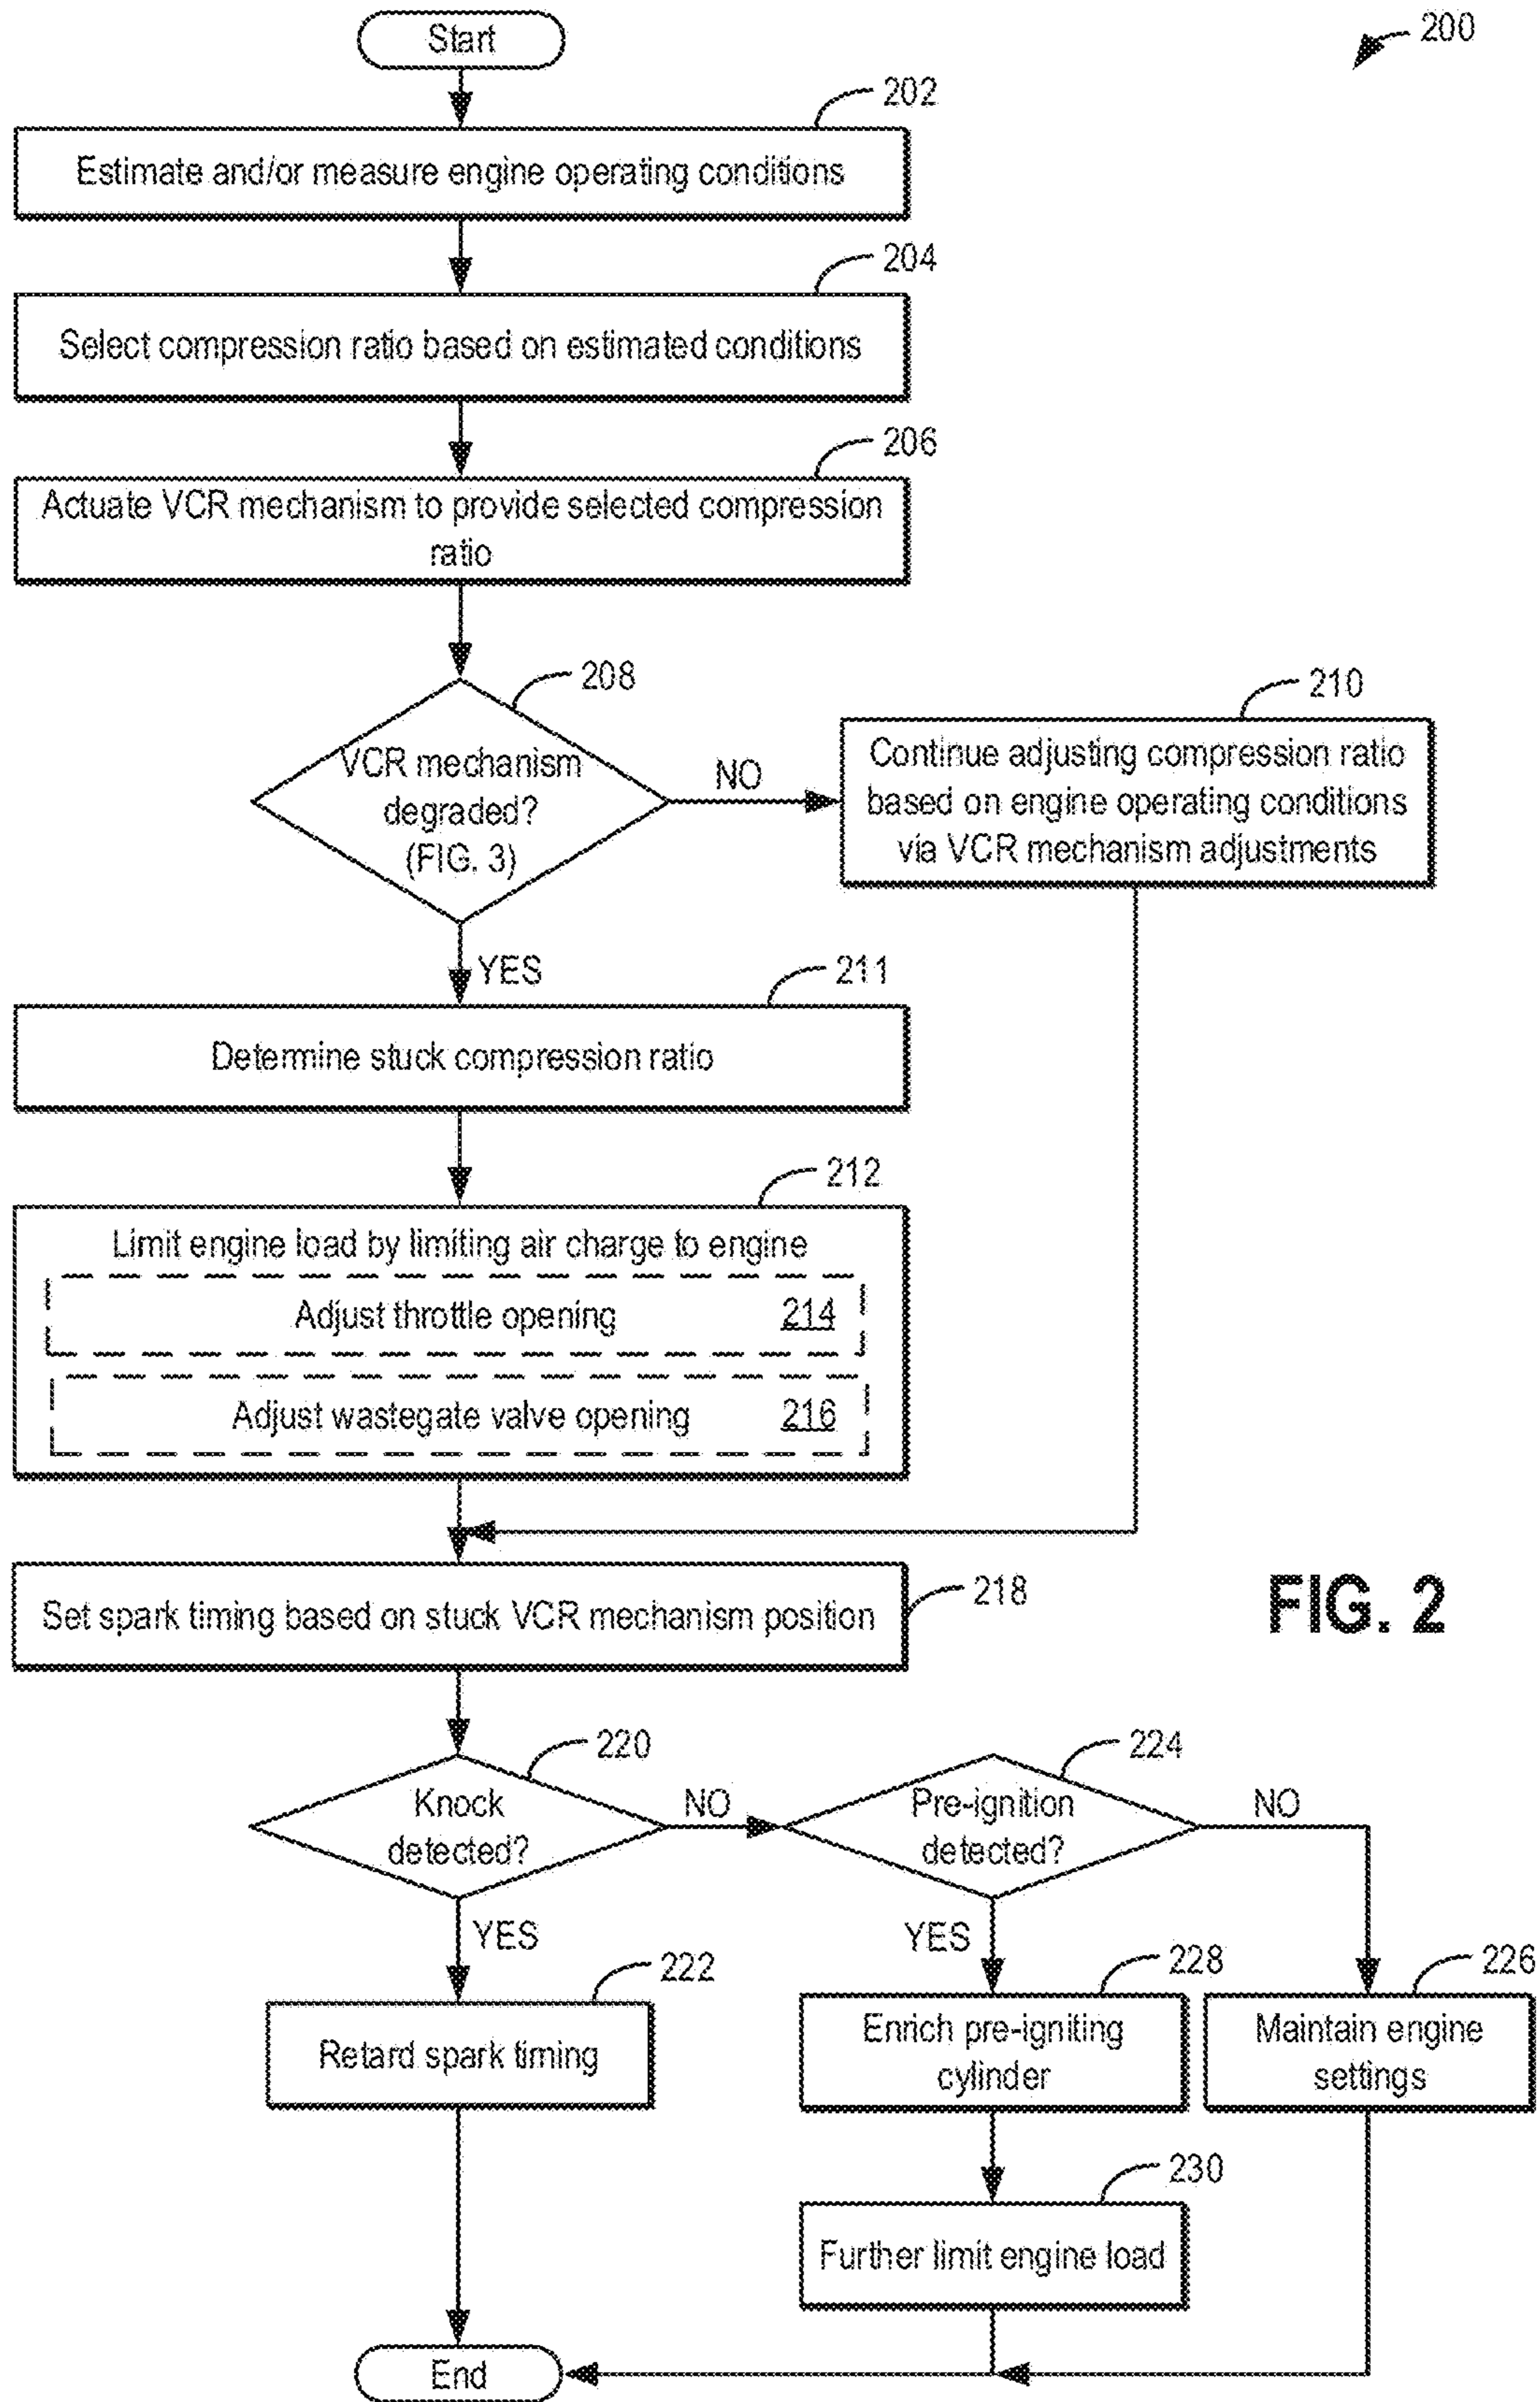 Start
200
202
Estimate and/or measure engine operating conditions
204
Select compression ratio based on estimated conditions
206
Actuate VCR mechanism to provide selected compression
ratio
208
VCR mechanism
degraded?
(FIG. 3)
NO
210
Continue adjusting compression ratio
based on engine operating conditions
via VCR mechanism adjustments
YES
211
Determine stuck compression ratio
212
Limit engine load by limiting air charge to engine
Adjust throttle opening 214
Adjust wastegate valve opening 216
218
Set spark timing based on stuck VCR mechanism position
FIG. 2
220
Knock
detected?
NO
224
Pre-ignition
detected?
NO
YES
222
Retard spark timing
YES
228
Enrich pre-igniting
cylinder
226
Maintain engine
settings
230
Further limit engine load
End